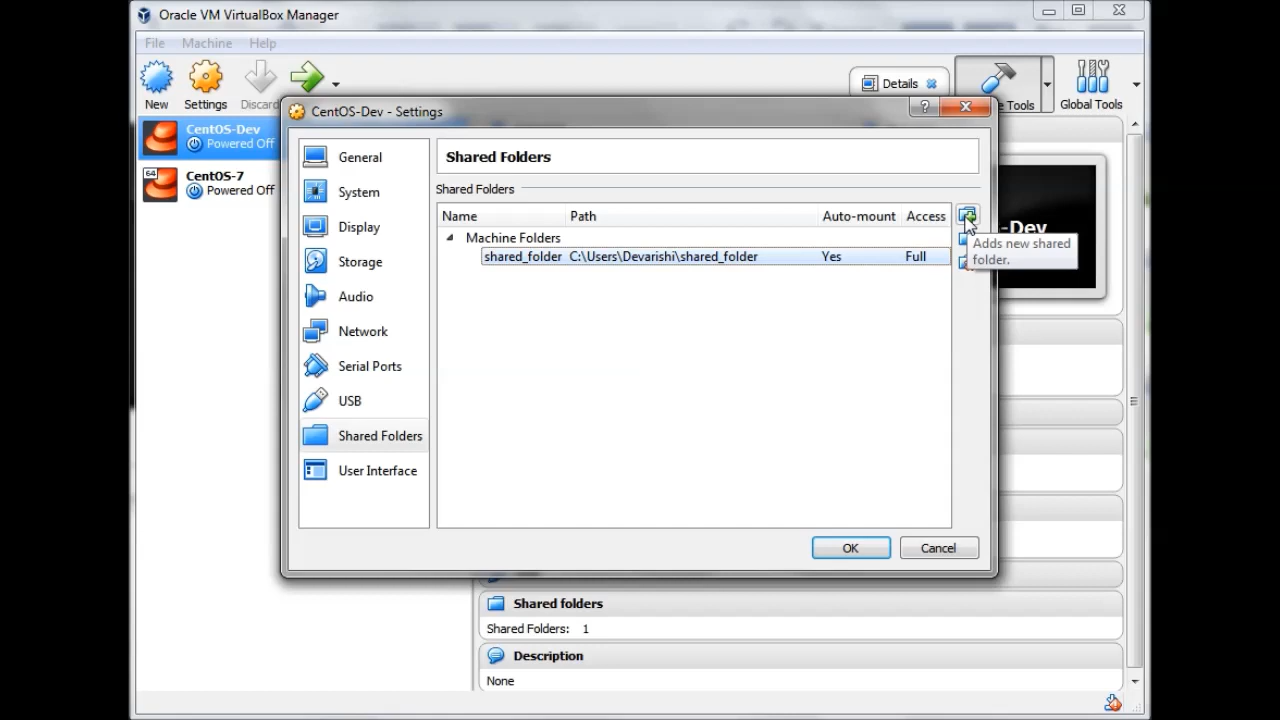 Oracle VM VirtualBox Manager
File Machine Help
New Settings Discard Details Tools Global Tools
CentOS-Dev
Powered Off
64 CentOS-7
Powered Off
CentOS-Dev - Settings
?
General
System
Display
Storage
Audio
Network
Serial Ports
USB
Shared Folders
User Interface
Shared Folders
Shared Folders
Name Path Auto-mount Access
Machine Folders
shared_folder C:\Users\Devarishi\shared_folder Yes Full
Adds new shared
folder.
-Dev
OK Cancel
Shared folders
Shared Folders: 1
Description
None